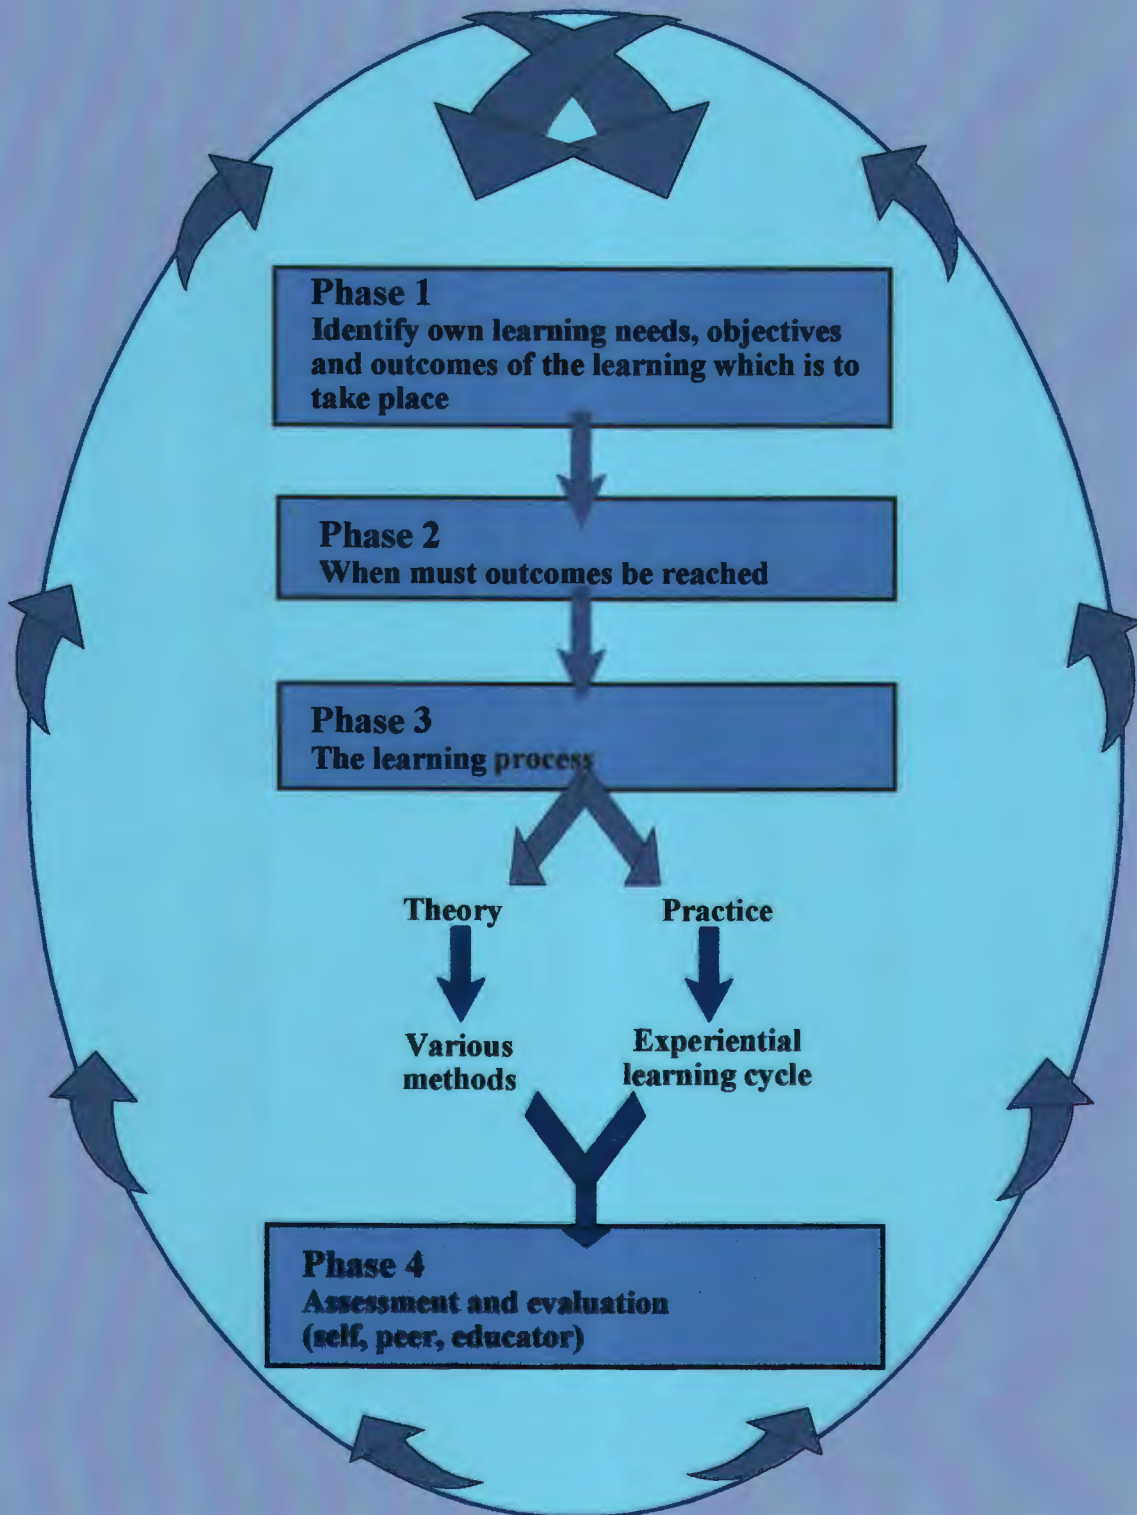 Phase 1
Identify own learning needs, objectives
and outcomes of the learning which is to
take place
Phase 2
When must outcomes be reached
Phase 3
The learning process
Theory
Practice
Various
methods
Experiential
learning cycle
Phase 4
Assessment and evaluation
(self, peer, educator)